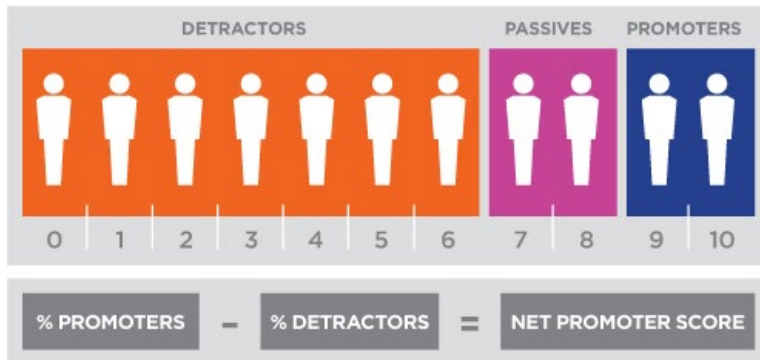 DETRACTORS PASSIVES PROMOTERS
0 1 2 3 4 5 6 7 8 9 10
% PROMOTERS - % DETRACTORS = NET PROMOTER SCORE